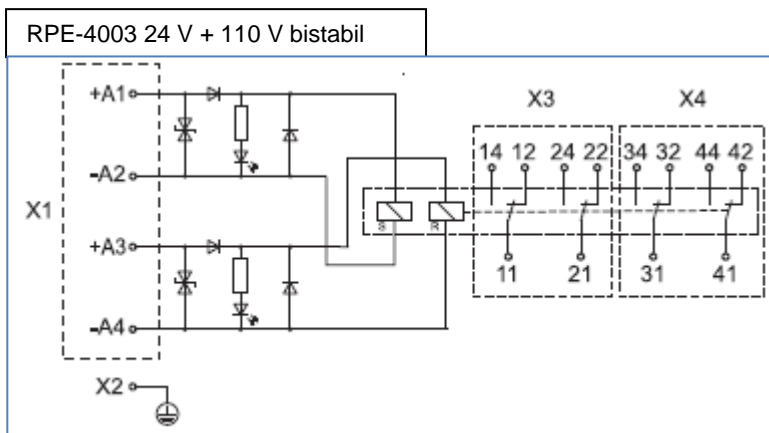 RPE-4003 24 V + 110 V bistabil
+A1
X3
X4
14 12 24 22 34 32 44 42
-A2
X1
S
R
+A3
11
21
31
41
-A4
X2